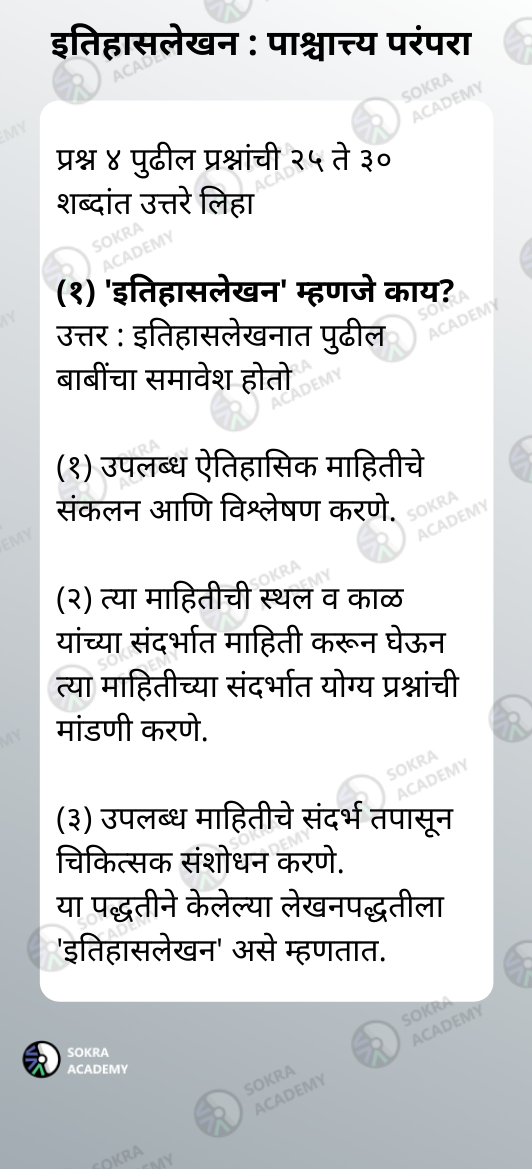 इतिहासलेखन : पाश्चात्त्य परंपरा
प्रश्न ४ पुढील प्रश्नांची २५ ते ३०
शब्दांत उत्तरे लिहा
(१) 'इतिहासलेखन' म्हणजे काय?
उत्तर : इतिहासलेखनात पुढील
बाबींचा समावेश होतो
(१) उपलब्ध ऐतिहासिक माहितीचे
संकलन आणि विश्लेषण करणे.
(२) त्या माहितीची स्थल व काळ
यांच्या संदर्भात माहिती करून घेऊन
त्या माहितीच्या संदर्भात योग्य प्रश्नांची
मांडणी करणे.
(३) उपलब्ध माहितीचे संदर्भ तपासून
चिकित्सक संशोधन करणे.
या पद्धतीने केलेल्या लेखनपद्धतीला
'इतिहासलेखन' असे म्हणतात.
SOKRA
ACADEMY